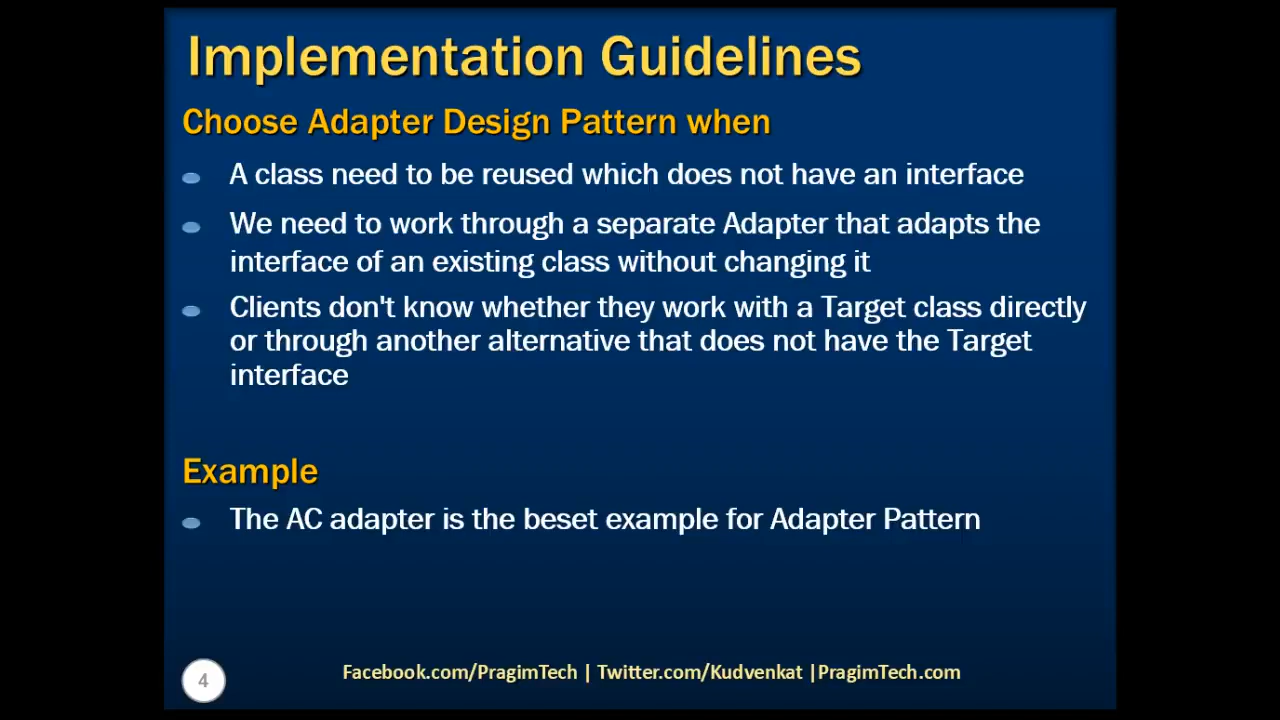 Implementation Guidelines
Choose Adapter Design Pattern when
A class need to be reused which does not have an interface
We need to work through a separate Adapter that adapts the
interface of an existing class without changing it
Clients don't know whether they work with a Target class directly
or through another alternative that does not have the Target
interface
Example
The AC adapter is the beset example for Adapter Pattern
4
Facebook.com/PragimTech | Twitter.com/Kudvenkat |PragimTech.com